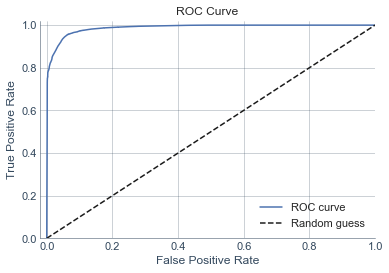 ROC Curve
1.0
0.8
0.6
0.4
0.2
0.0
True Positive Rate
ROC curve
Random guess
0.0 0.2 0.4 0.6 0.8 1.0
False Positive Rate